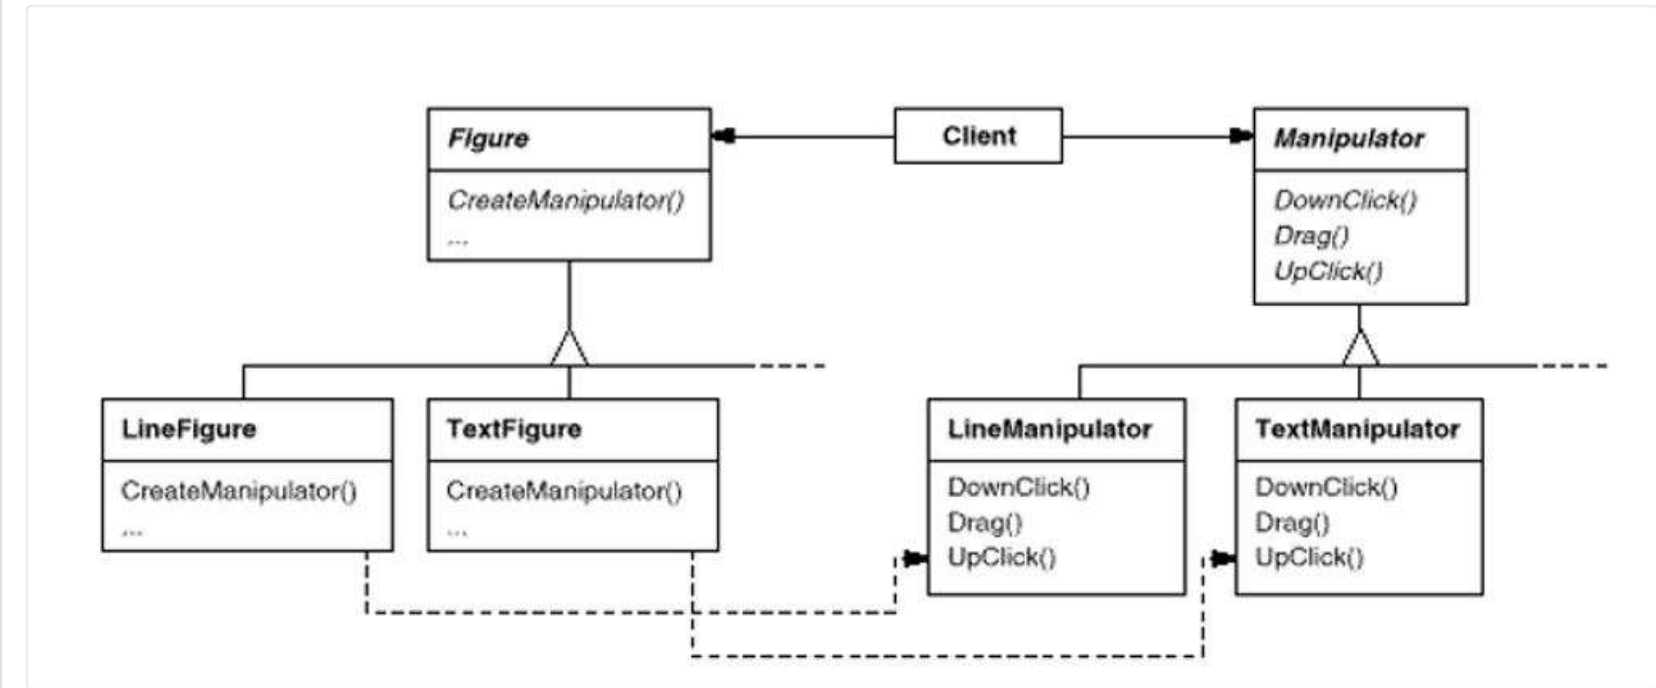 Figure
CreateManipulator()
...
Client
Manipulator
DownClick()
Drag()
UpClick()
LineFigure
CreateManipulator()
...
TextFigure
CreateManipulator()
...
LineManipulator
DownClick()
Drag()
UpClick()
TextManipulator
DownClick()
Drag()
UpClick()